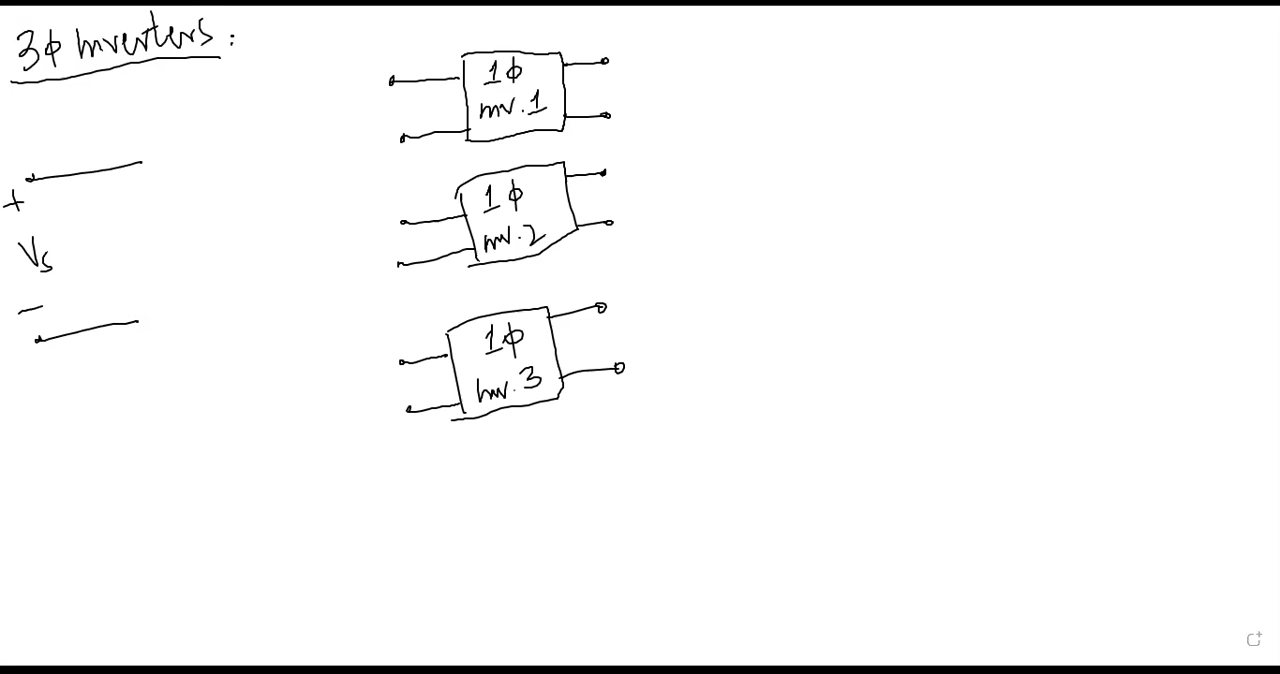 3ϕ Inverters :
1ϕ
inv. 1
+
1ϕ
Vs
inv. 2
-
1ϕ
Inv. 3